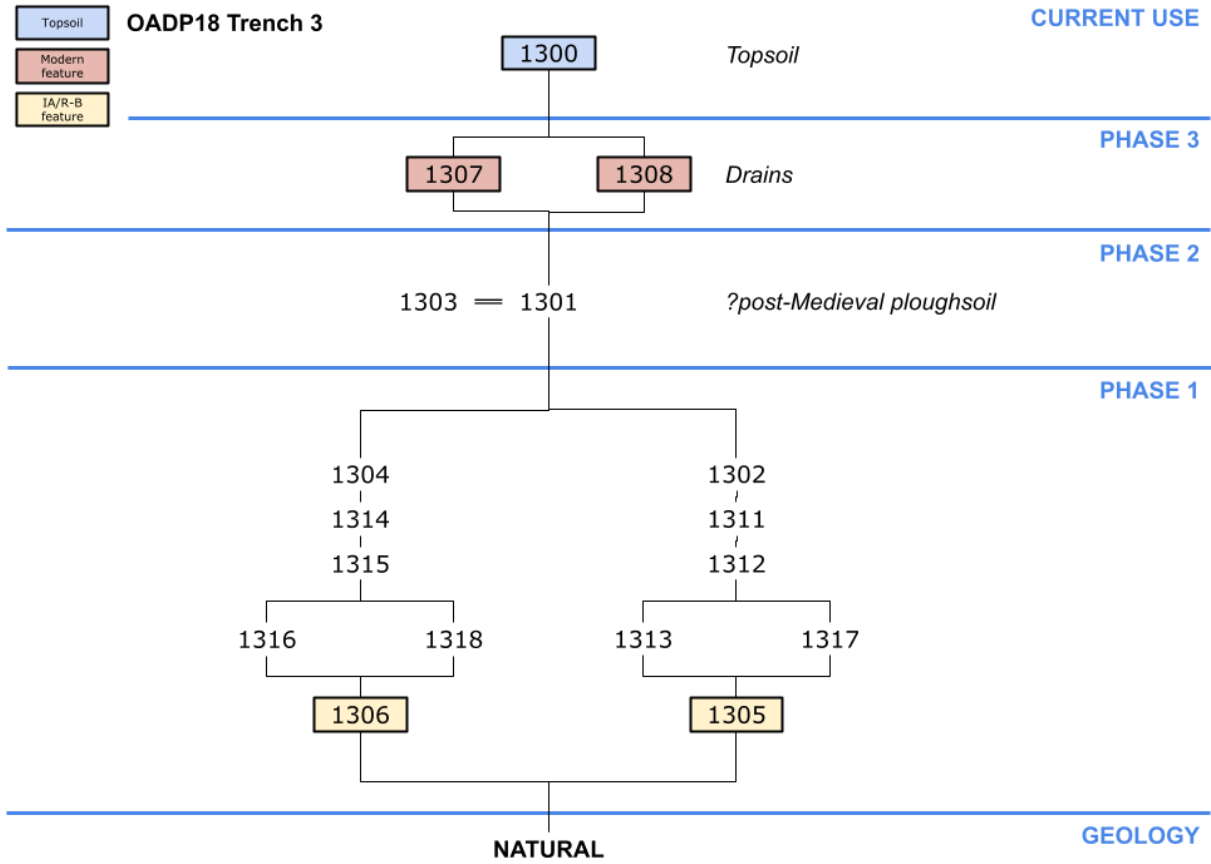 Topsoil
OADP18 Trench 3
CURRENT USE
Modern
feature
IA/R-B
feature
1300
Topsoil
PHASE 3
1307
1308
Drains
PHASE 2
1303 = 1301
?post-Medieval ploughsoil
PHASE 1
1304
1302
1314
1311
1315
1312
1316
1318
1313
1317
1306
1305
NATURAL
GEOLOGY